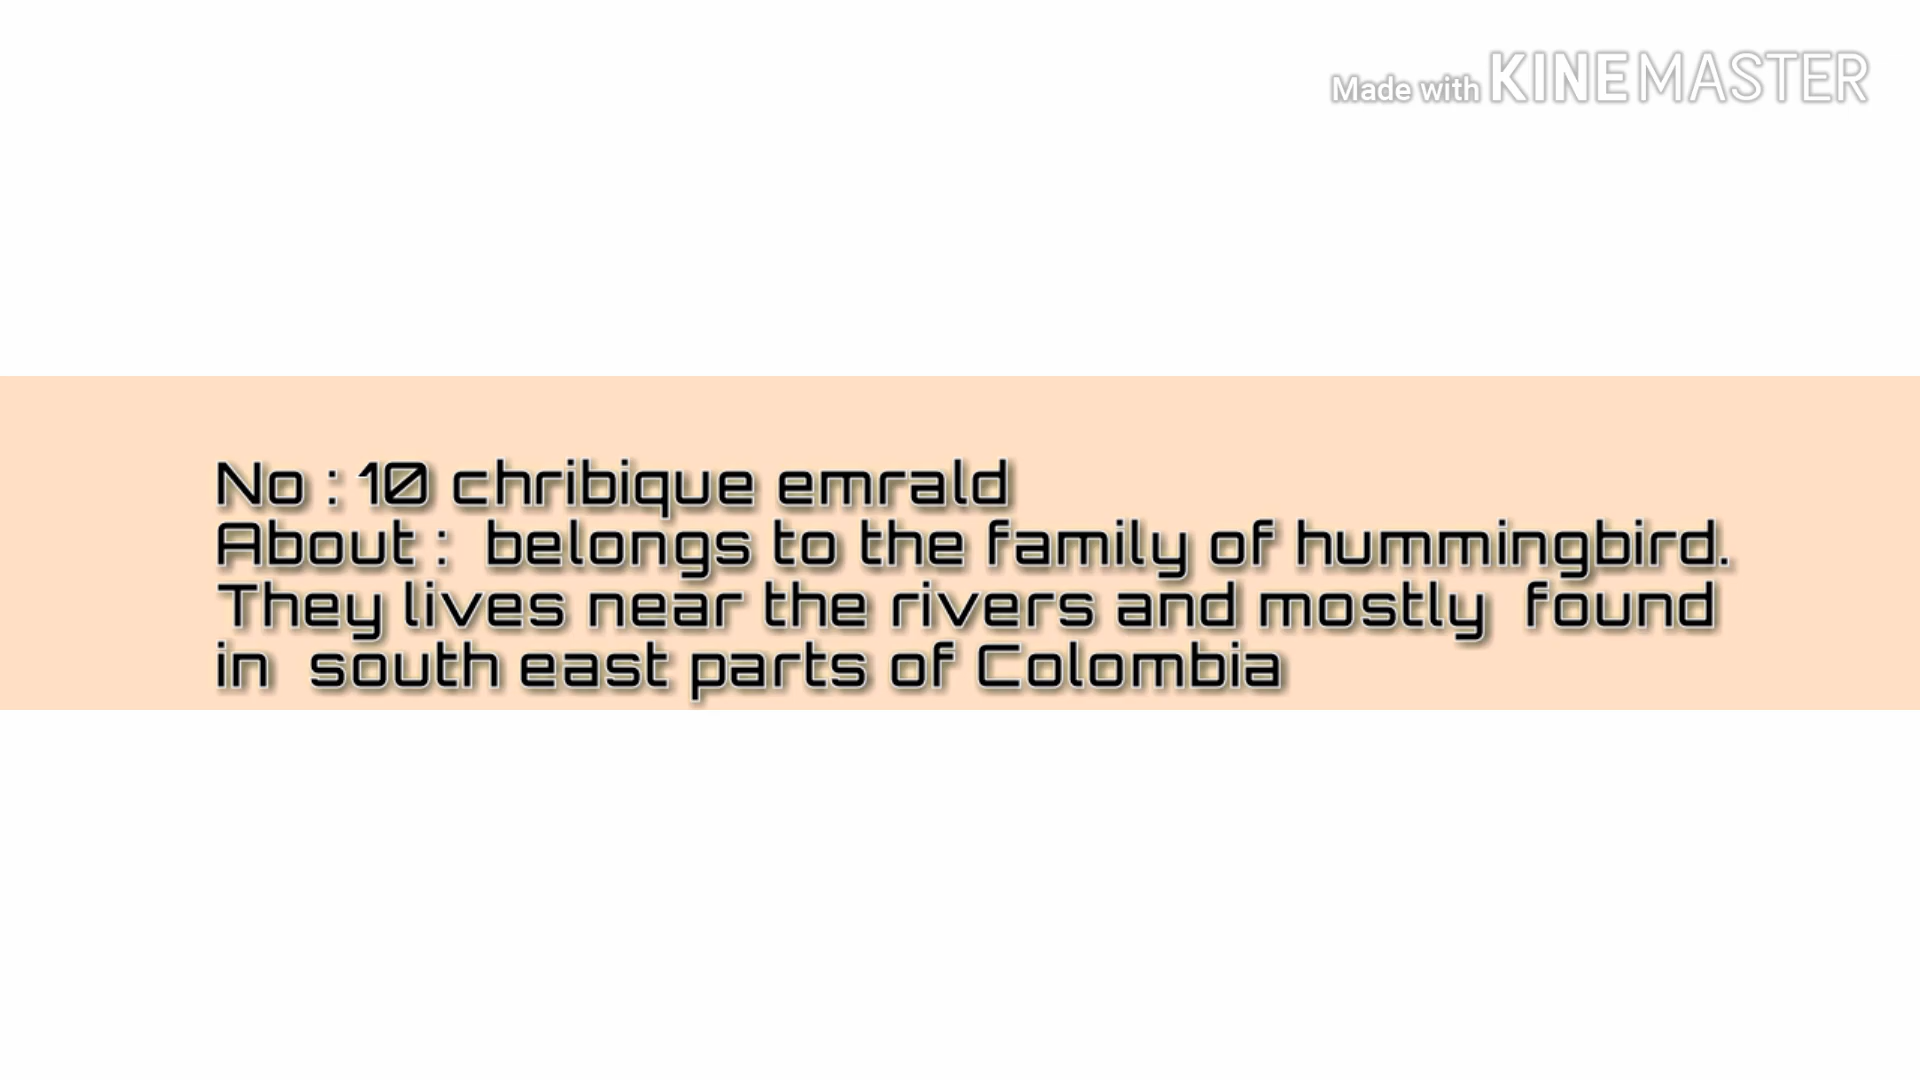 Made with KINEMASTER
No : 10 chribique emrald
About : belongs to the family of hummingbird.
They lives near the rivers and mostly found
in south east parts of Colombia